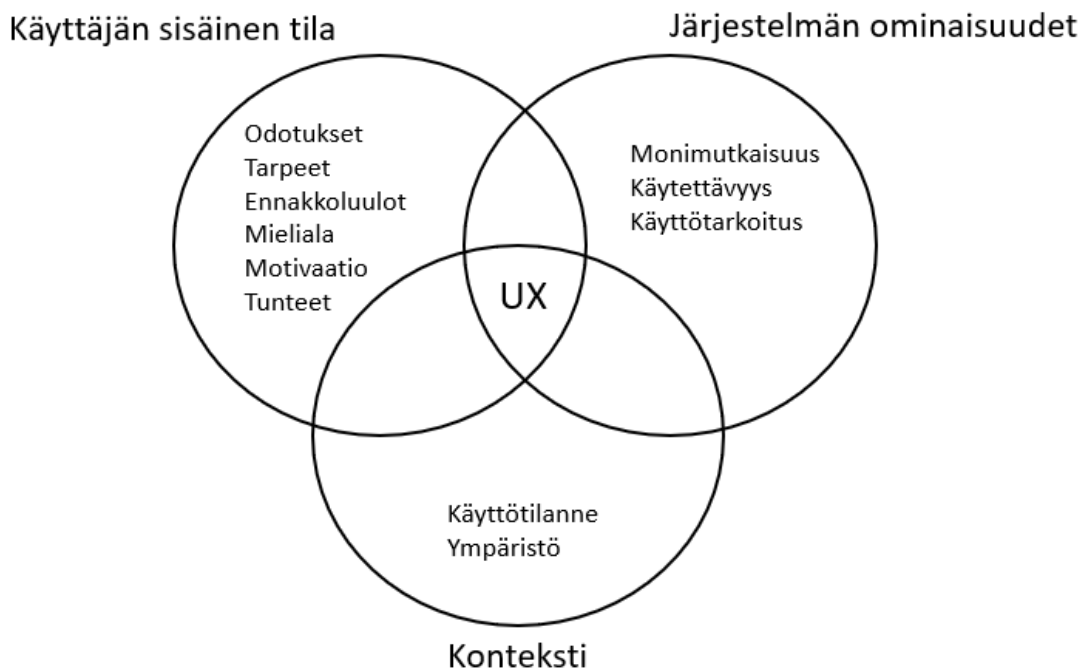 Käyttäjän sisäinen tila
Järjestelmän ominaisuudet
Odotukset
Tarpeet
Ennakkoluulot
Mieliala
Motivaatio
Tunteet
Monimutkaisuus
Käytettävyys
Käyttötarkoitus
UX
Käyttötilanne
Ympäristö
Konteksti